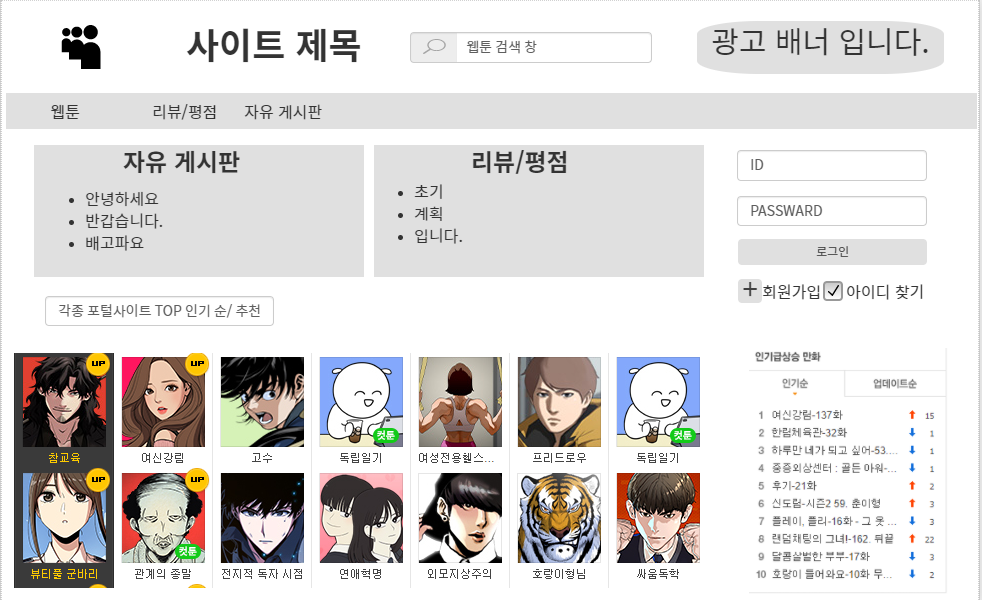 사이트 제목
웹툰 검색 창
광고 배너 입니다.
웹툰
리뷰/평점
자유 게시판
자유 게시판
안녕하세요
반갑습니다.
배고파요
리뷰/평점
초기
계획
입니다.
ID
PASSWARD
로그인
회원가입
아이디 찾기
각종 포털사이트 TOP 인기 순/ 추천
UP
UP
컷툰
컷툰
참교육
여신강림
고수
독립일기
여성전용헬스...
프리드로우
독립일기
UP
UP
컷툰
뷰티풀 군바리
관계의 종말
전지적 독자 시점
연애혁명
외모지상주의
호랑이형님
싸움독학
인기급상승 만화
인기순
업데이트순
1 여신강림-137화 15
2 한림체육관-32화 1
3 하루만 네가 되고 싶어-53.... 1
4 중증외상센터 : 골든 아워-... 1
5 후기-21화 2
6 신도림-시즌2 59. 춘이형 3
7 플레이, 플리-16화 - 그 옷 ... 3
8 랜덤채팅의 그녀!-162. 뒤끝 22
9 달콤살벌한 부부-17화 3
10 호랑이 들어와요-10화 무... 2